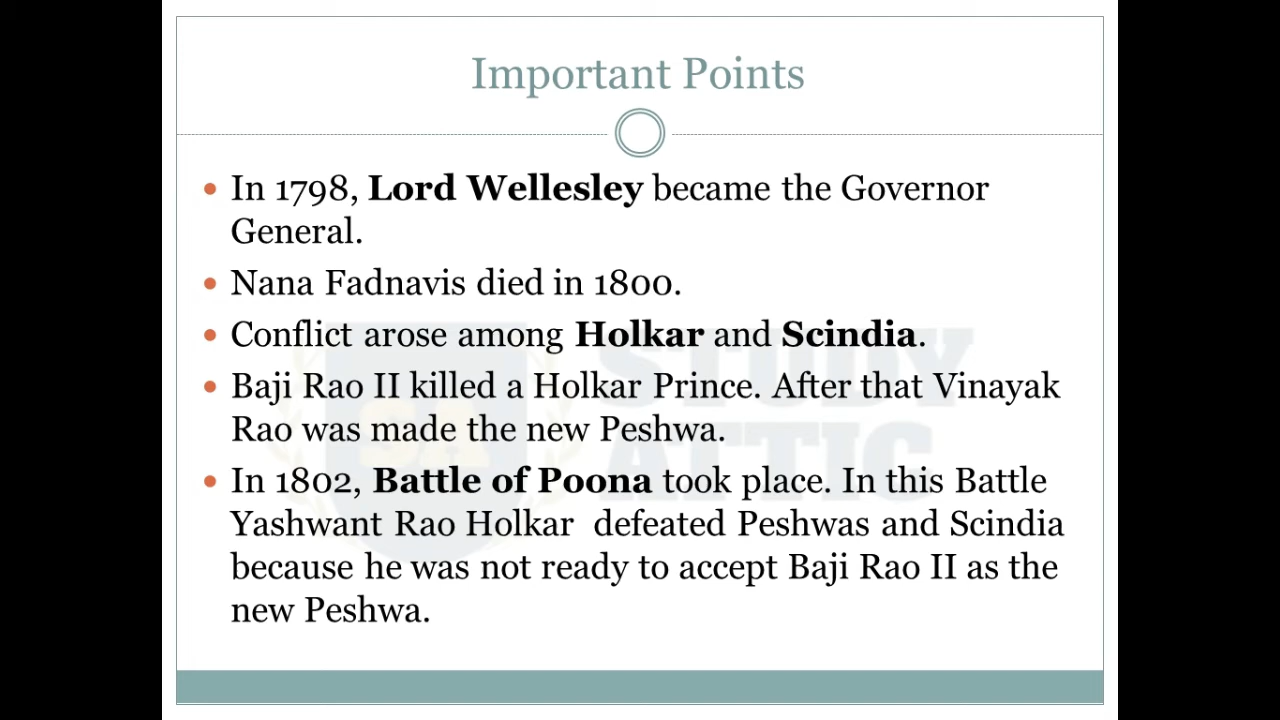 Important Points
In 1798, Lord Wellesley became the Governor
General.
Nana Fadnavis died in 1800.
Conflict arose among Holkar and Scindia.
Baji Rao II killed a Holkar Prince. After that Vinayak
Rao was made the new Peshwa.
In 1802, Battle of Poona took place. In this Battle
Yashwant Rao Holkar defeated Peshwas and Scindia
because he was not ready to accept Baji Rao II as the
new Peshwa.
STUDY
ATTIC